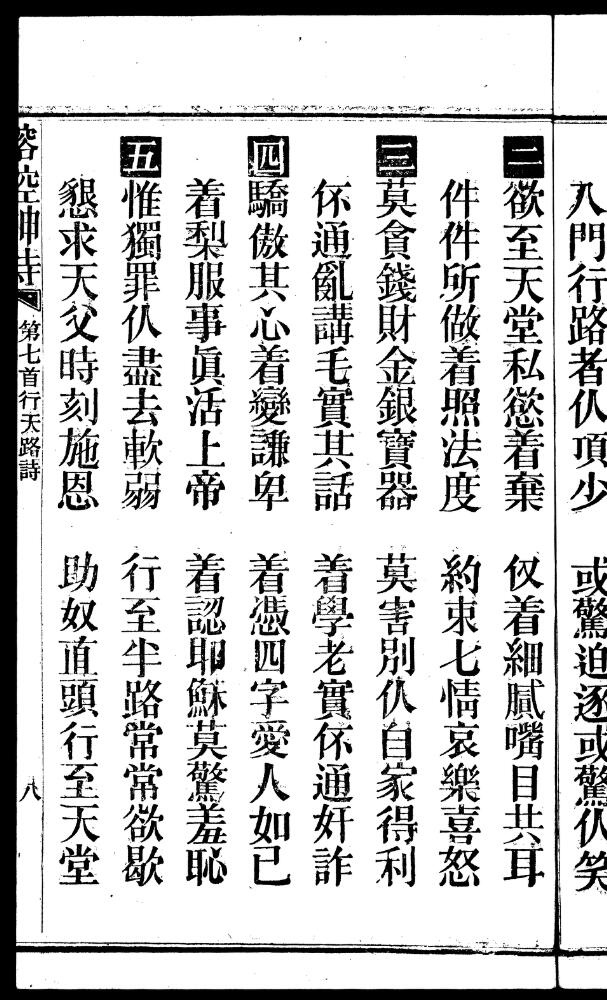 入門行路者仈項少　或驚迫逐或驚仈笑
二欲至天堂私慾着棄　仅着細膩嘴目共耳
件件所做着照法度　約束七情哀樂喜怒
三莫貪錢財金銀寶器　莫害別仈自家得利
伓通亂講毛實其話　着學老實伓通奸詐
四驕傲其心着變謙卑　着憑四字愛人如已
着梨服事眞活上帝　着認耶穌莫驚羞恥
五惟獨罪仈盡去軟弱　行至半路常常欲歇
懇求天父時刻施恩　助奴直頭行至天堂
神詩
第七首行天路詩
八